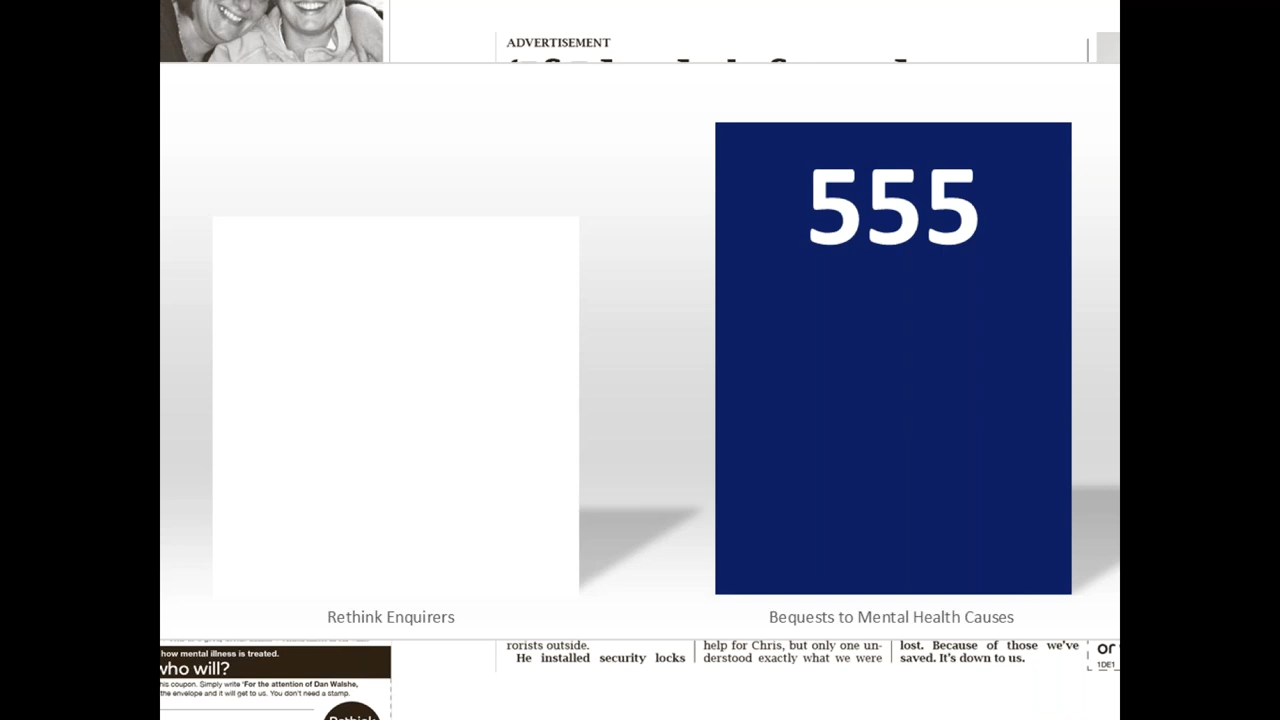 ADVERTISEMENT
555
Rethink Enquirers
Bequests to Mental Health Causes
how mental illness is treated.
who will?
his coupon. Simply write ‘For the attention of Dan Walshe,
the envelope and it will get to us. You don't need a stamp.
Rethink
rorists outside.
He installed security locks
help for Chris, but only one un-
derstood exactly what we were
lost. Because of those we've
saved. It's down to us.
or
1DE1